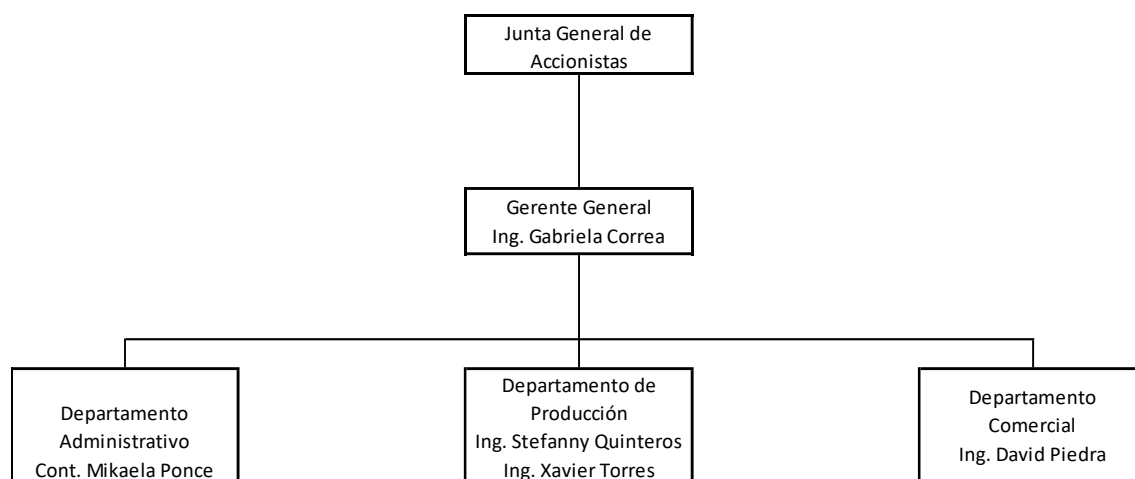 Junta General de
Accionistas
Gerente General
Ing. Gabriela Correa
Departamento
Administrativo
Cont. Mikaela Ponce
Departamento de
Producción
Ing. Stefanny Quinteros
Ing. Xavier Torres
Departamento
Comercial
Ing. David Piedra